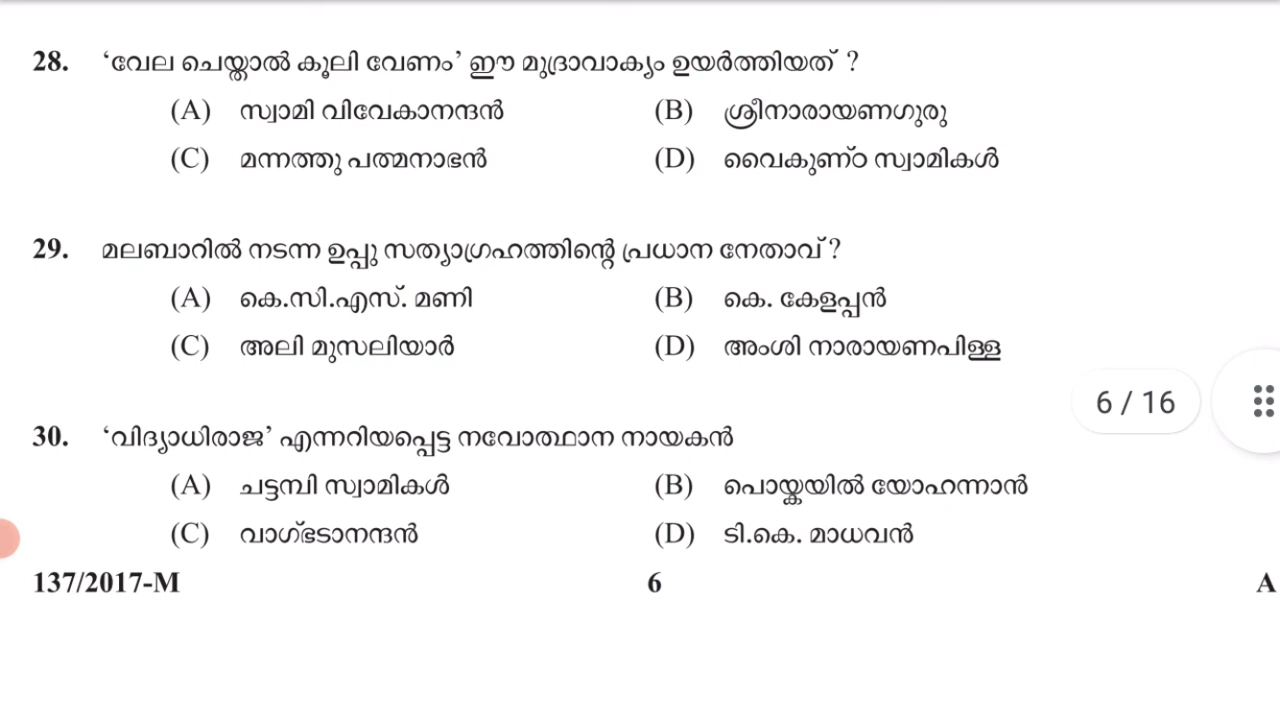 28. ‘വേല ചെയ്താൽ കൂലി വേണം’ ഈ മുദ്രാവാക്യം ഉയർത്തിയത് ?
(A) സ്വാമി വിവേകാനന്ദൻ (B) ശ്രീനാരായണഗുരു
(C) മന്നത്തു പത്മനാഭൻ (D) വൈകുണ്ഠ സ്വാമികൾ
29. മലബാറിൽ നടന്ന ഉപ്പു സത്യാഗ്രഹത്തിന്റെ പ്രധാന നേതാവ് ?
(A) കെ.സി.എസ്. മണി (B) കെ. കേളപ്പൻ
(C) അലി മുസലിയാർ (D) അംശി നാരായണപിള്ള
6 / 16
30. ‘വിദ്യാധിരാജ’ എന്നറിയപ്പെട്ട നവോത്ഥാന നായകൻ
(A) ചട്ടമ്പി സ്വാമികൾ (B) പൊയ്കയിൽ യോഹന്നാൻ
(C) വാഗ്ഭടാനന്ദൻ (D) ടി.കെ. മാധവൻ
137/2017-M 6 A